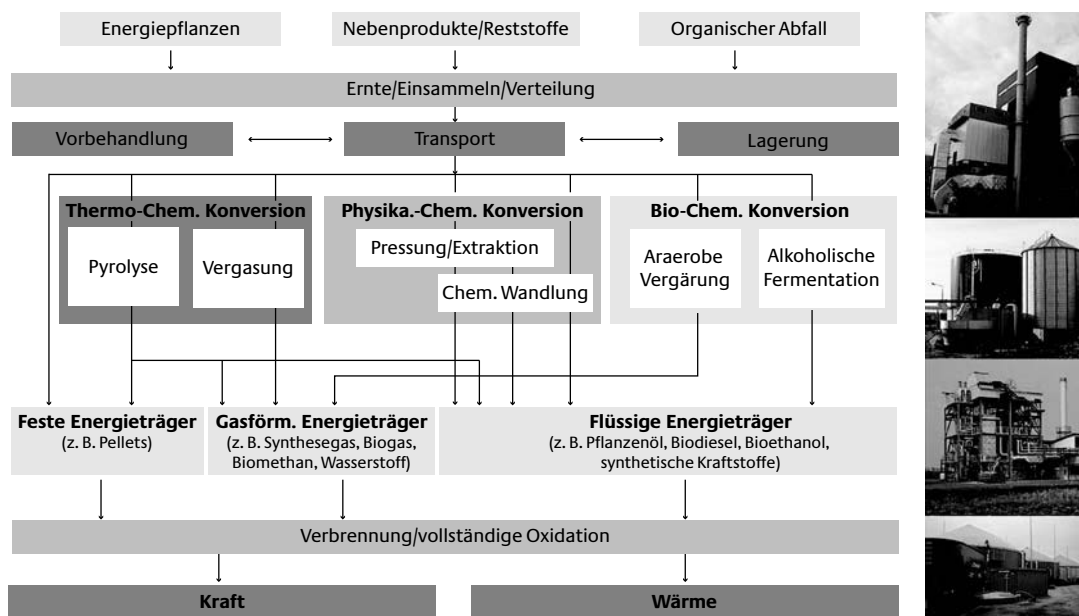 Energiepflanzen
Nebenprodukte/Reststoffe
Organischer Abfall
Ernte/Einsammeln/Verteilung
Vorbehandlung
Transport
Lagerung
Thermo-Chem. Konversion
Physika.-Chem. Konversion
Bio-Chem. Konversion
Pyrolyse
Vergasung
Pressung/Extraktion
Chem. Wandlung
Araerobe
Vergärung
Alkoholische
Fermentation
Feste Energieträger
(z. B. Pellets)
Gasförm. Energieträger
(z. B. Synthesegas, Biogas,
Biomethan, Wasserstoff)
Flüssige Energieträger
(z. B. Pflanzenöl, Biodiesel, Bioethanol,
synthetische Kraftstoffe)
Verbrennung/vollständige Oxidation
Kraft
Wärme